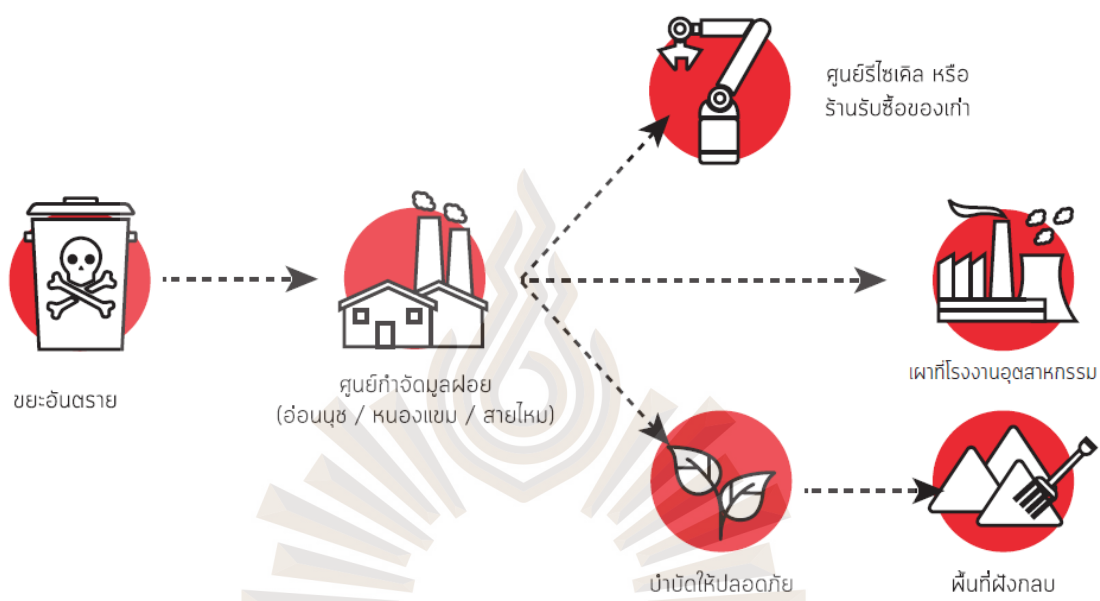 ศูนย์รีไซเคิล หรือ
ร้านรับซื้อของเก่า
ขยะอันตราย
ศูนย์กำจัดมูลฝอย
(อ่อนนุช / หนองแขม / สายไหม)
เผาที่โรงงานอุตสาหกรรม
บำบัดให้ปลอดภัย
พื้นที่ฝังกลบ